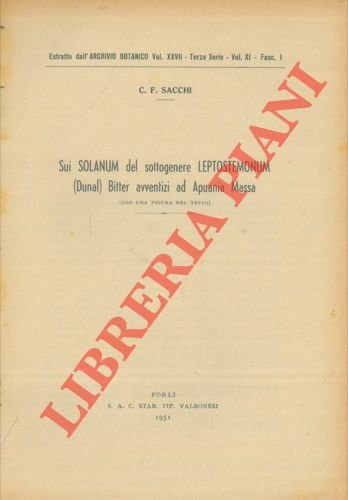 Estratto dall'ARCHIVIO BOTANICO Vol. XXVII - Terza Serie - Vol. XI - Fasc. 1
C. F. SACCHI
Sui SOLANUM del sottogenere LEPTOSTEMONUM
(Dunal) Bitter avventizi ad Apuania Massa
(CON UNA FIGURA NEL TESTO)
LIBRERIA PIANI
FORLÌ
S. A. C. STAB. TIP. VALBONESI
1951